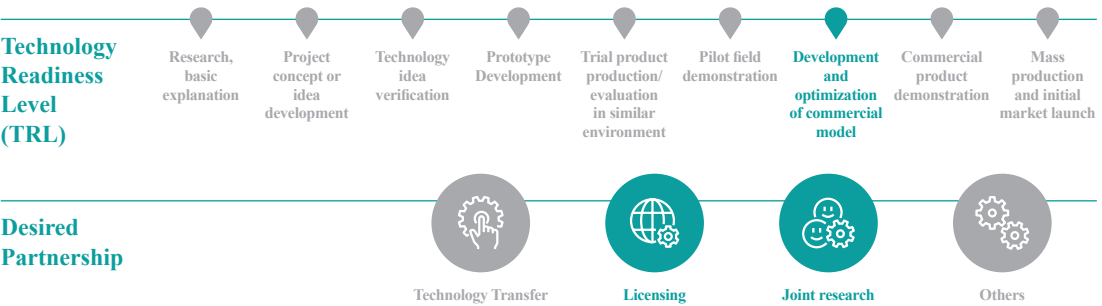 Technology
Readiness
Level
(TRL)
Research,
basic
explanation
Project
concept or
idea
development
Technology
idea
verification
Prototype
Development
Trial product
production/
evaluation
in similar
environment
Pilot field
demonstration
Development
and
optimization
of commercial
model
Commercial
product
demonstration
Mass
production
and initial
market launch
Desired
Partnership
Technology Transfer
Licensing
Joint research
Others